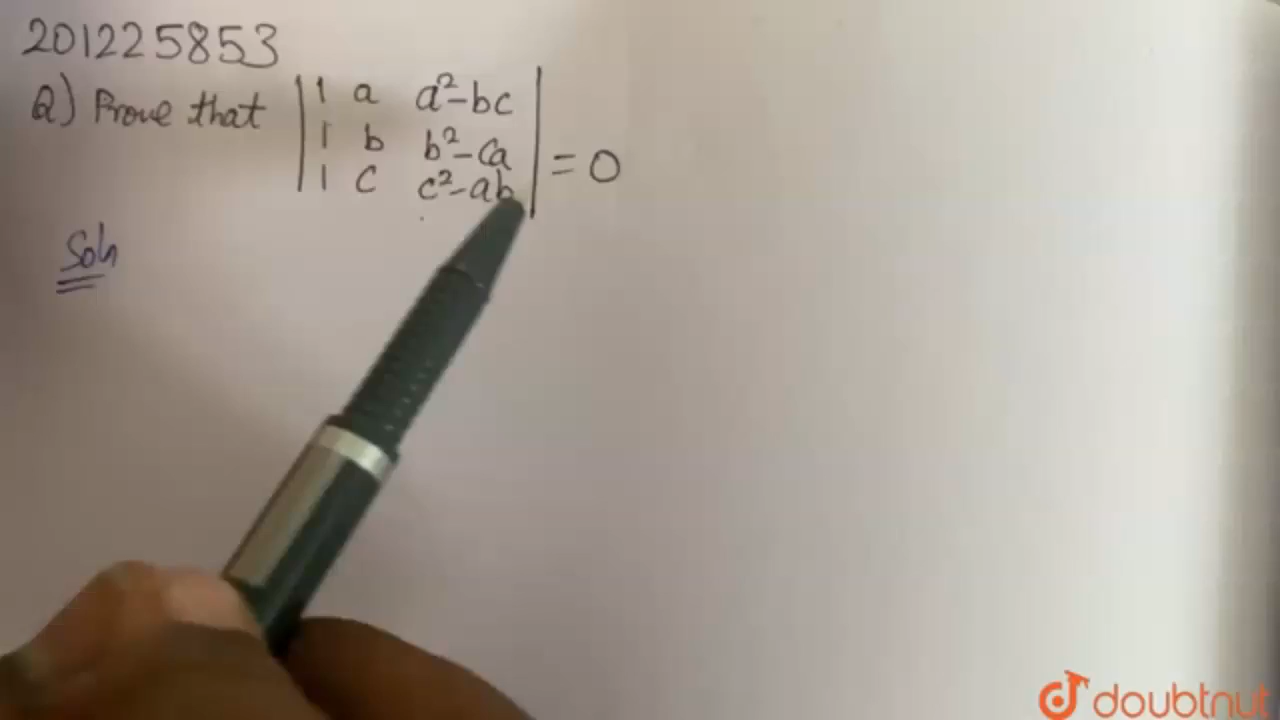 201225853
Q) Prove that | 1 a a²-bc |
| 1 b b²-ca | = 0
| 1 c c²-ab |
Soln
doubtnut